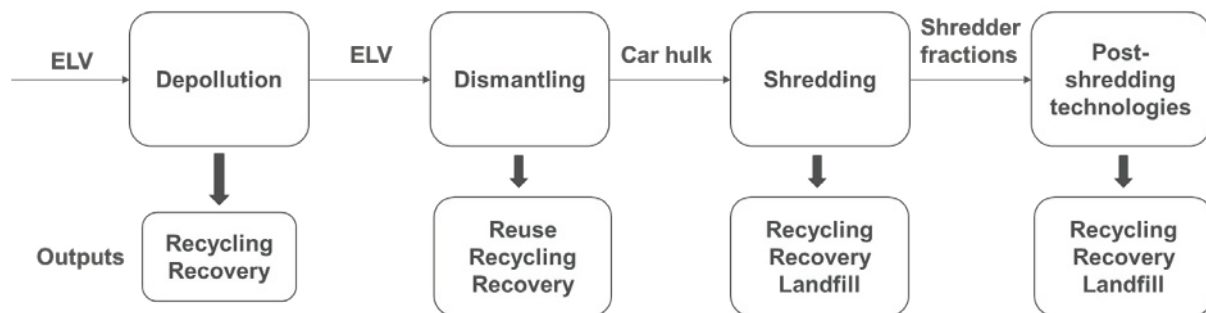 ELV
Depollution
ELV
Dismantling
Car hulk
Shredding
Shredder
fractions
Post-
shredding
technologies
Outputs
Recycling
Recovery
Reuse
Recycling
Recovery
Recycling
Recovery
Landfill
Recycling
Recovery
Landfill